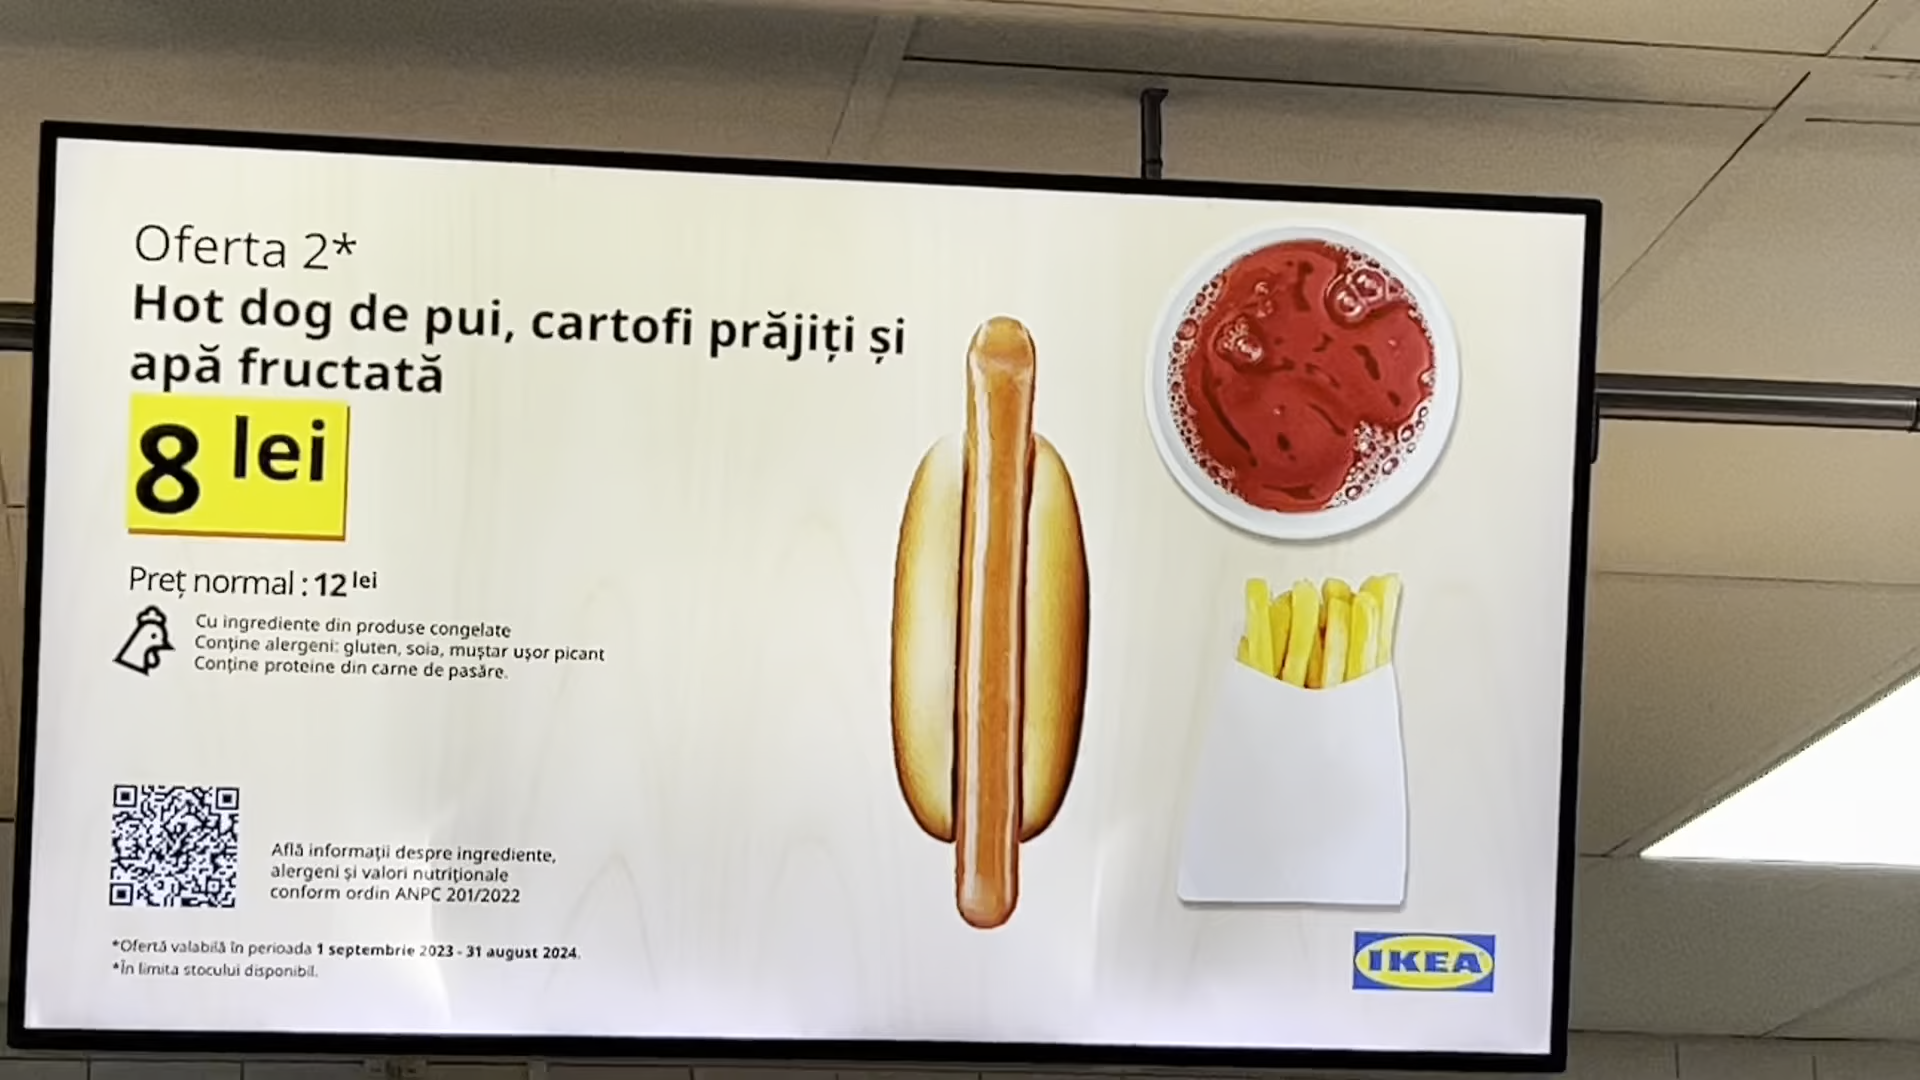 Oferta 2*
Hot dog de pui, cartofi prăjiți și
apă fructată
8 lei
Preț normal : 12 lei
Cu ingrediente din produse congelate
Conține alergeni: gluten, soia, muștar ușor picant
Conține proteine din carne de pasăre.
Află informații despre ingrediente,
alergeni și valori nutriționale
conform ordin ANPC 201/2022
*Ofertă valabilă în perioada 1 septembrie 2023 - 31 august 2024.
*În limita stocului disponibil.
IKEA